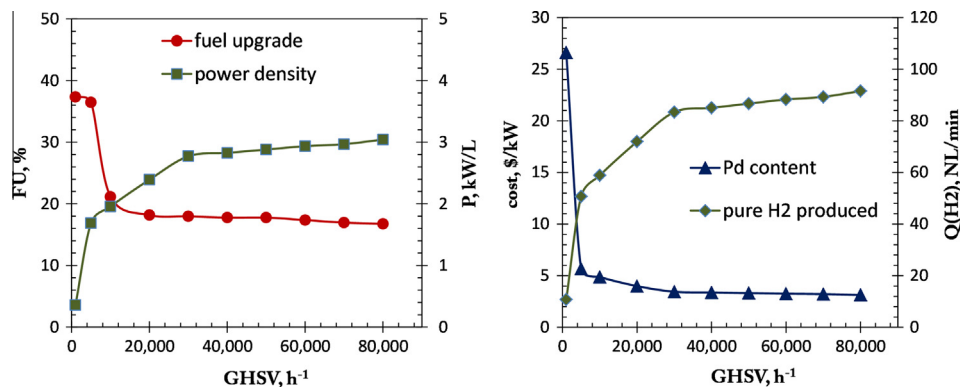 50
40
30
20
10
0
FU, %
fuel upgrade
power density
5
4
3
2
1
0
P, kW/L
0 20,000 40,000 60,000 80,000
GHSV, h⁻¹
30
25
20
15
10
5
0
cost, $/kW
Pd content
pure H2 produced
120
100
80
60
40
20
0
Q(H2), NL/min
0 20,000 40,000 60,000 80,000
GHSV, h⁻¹